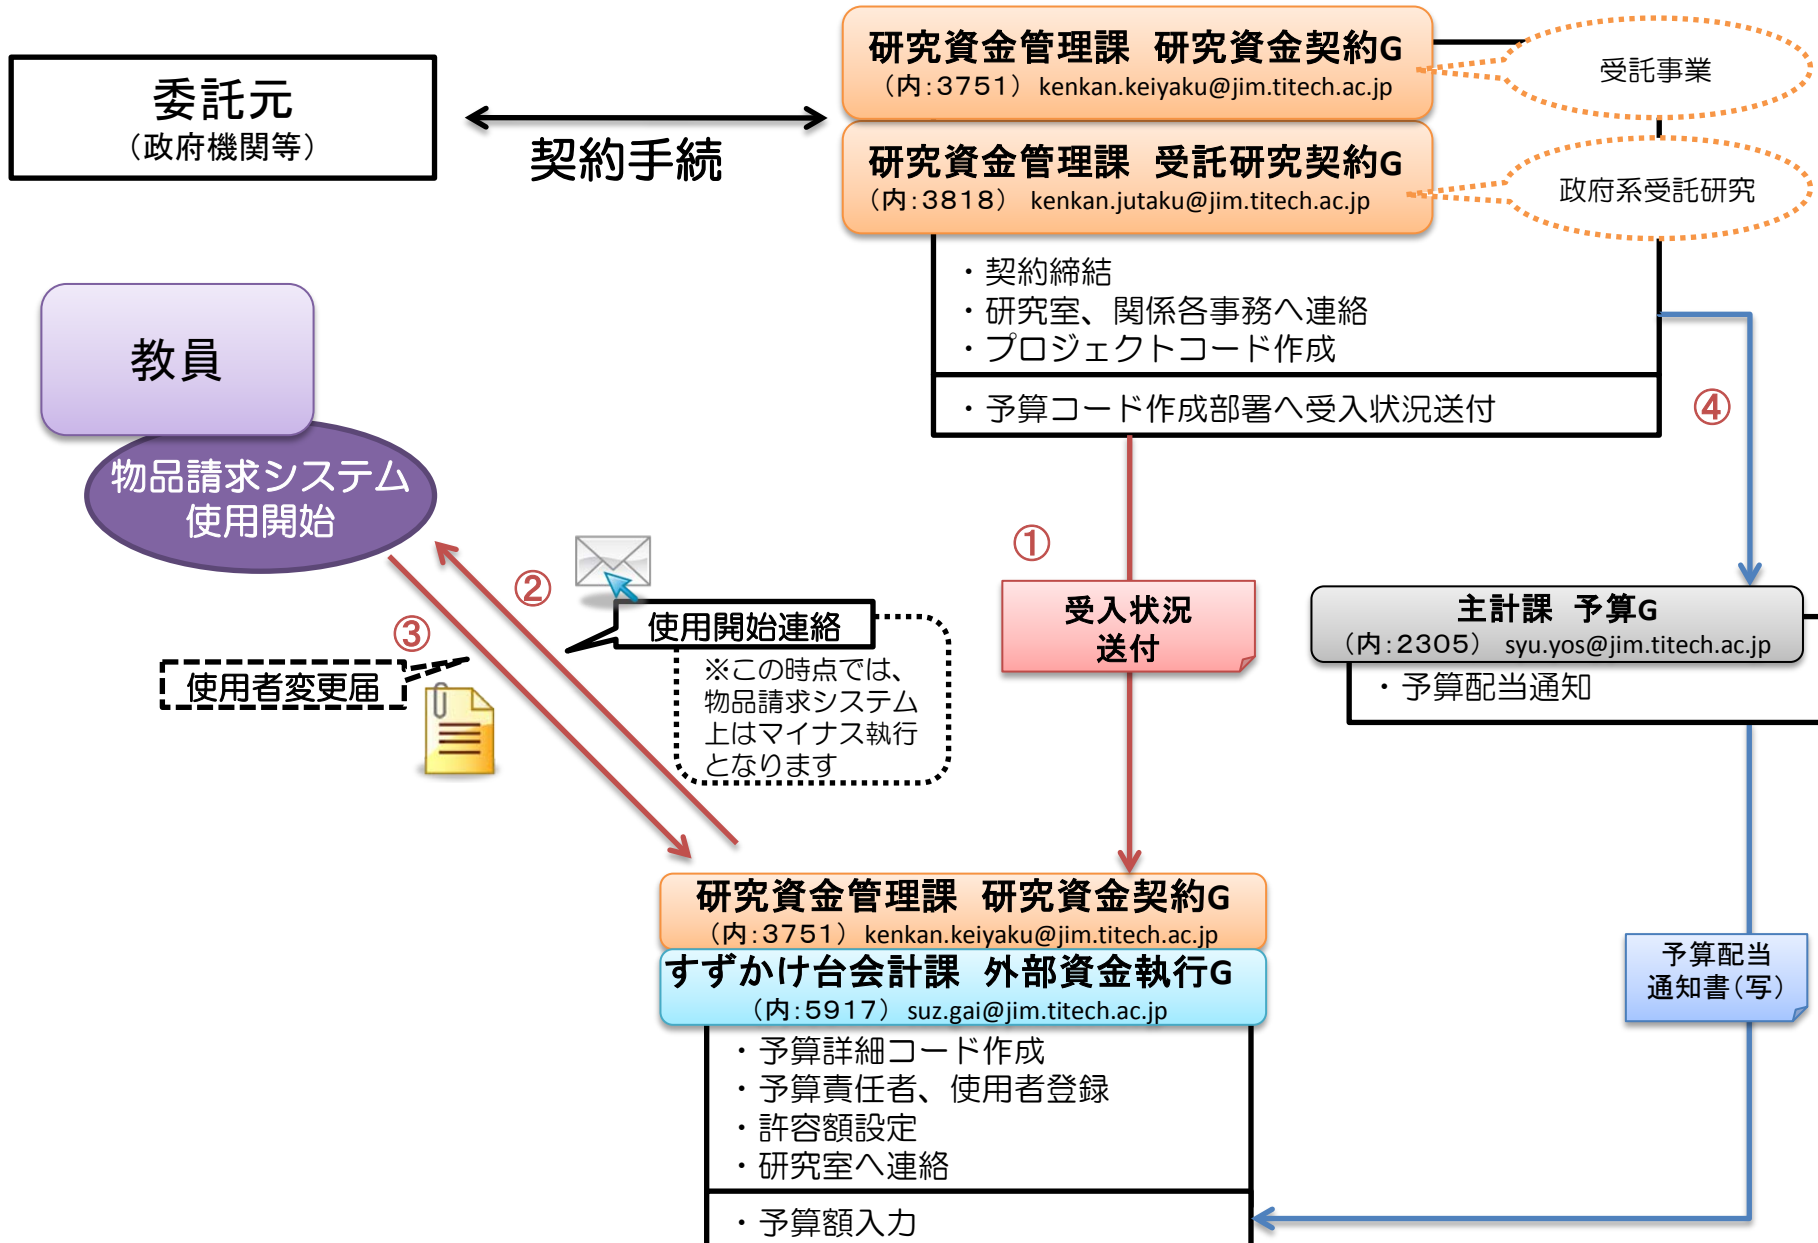 委託元
（政府機関等）
契約手続
研究資金管理課　研究資金契約G
（内：3751） kenkan.keiyaku@jim.titech.ac.jp
受託事業
研究資金管理課　受託研究契約G
（内：3818） kenkan.jutaku@jim.titech.ac.jp
政府系受託研究
・契約締結
・研究室、関係各事務へ連絡
・プロジェクトコード作成
・予算コード作成部署へ受入状況送付
教員
物品請求システム
使用開始
①
②
③
④
使用開始連絡
※この時点では、
物品請求システム
上はマイナス執行
となります
使用者変更届
受入状況
送付
主計課　予算G
（内：2305） syu.yos@jim.titech.ac.jp
・予算配当通知
研究資金管理課　研究資金契約G
（内：3751） kenkan.keiyaku@jim.titech.ac.jp
すずかけ台会計課　外部資金執行G
（内：5917） suz.gai@jim.titech.ac.jp
・予算詳細コード作成
・予算責任者、使用者登録
・許容額設定
・研究室へ連絡
・予算額入力
予算配当
通知書（写）